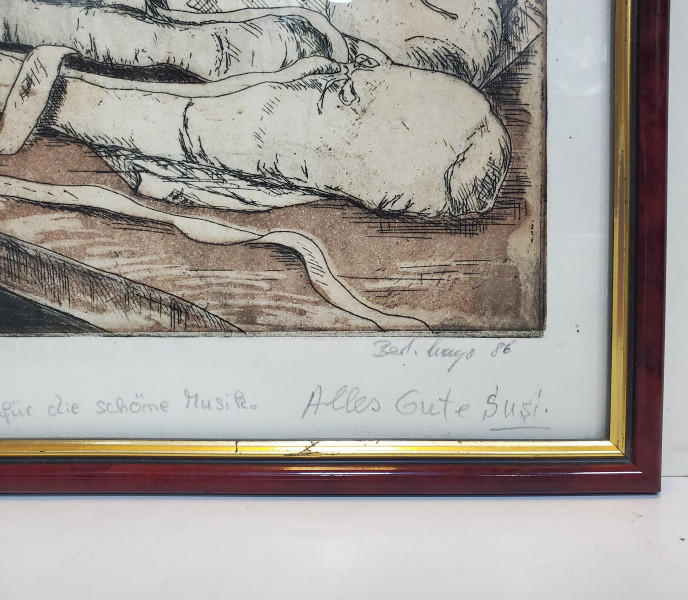 86
für die schöne Musik.
Alles Gute Susi.